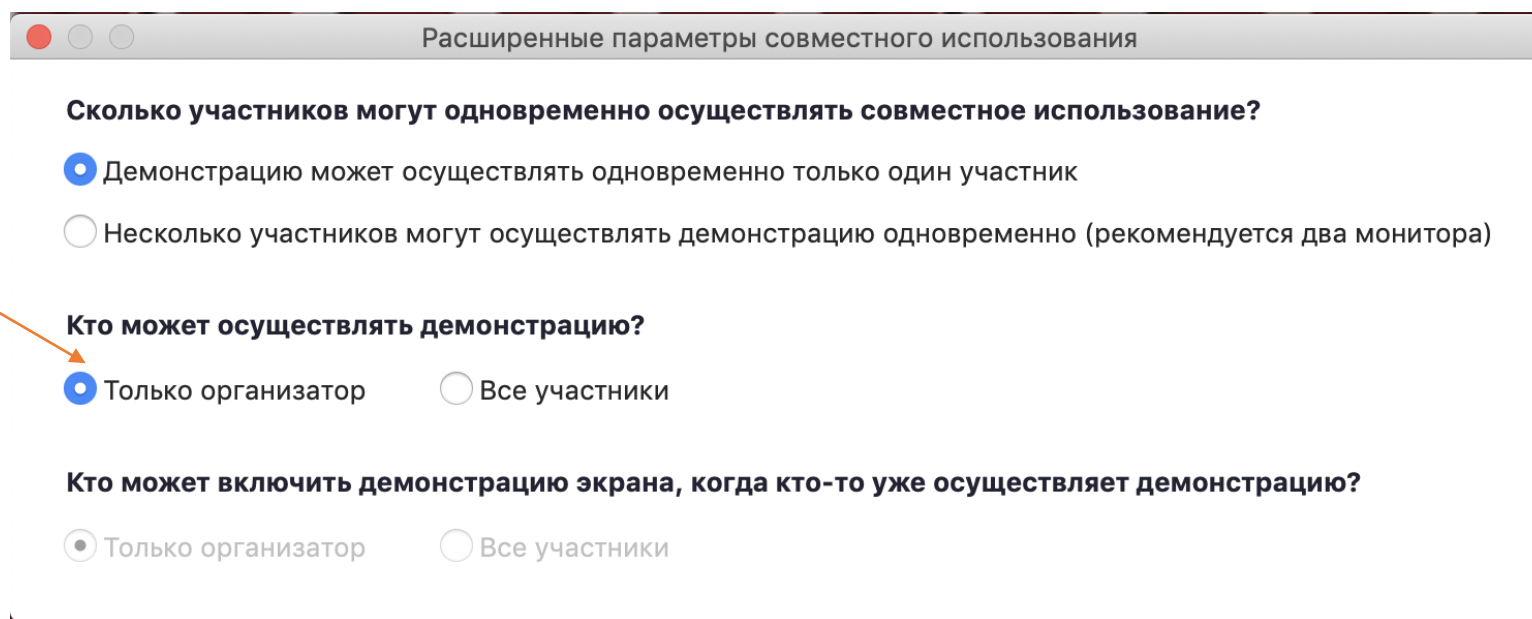 Расширенные параметры совместного использования
Сколько участников могут одновременно осуществлять совместное использование?
Демонстрацию может осуществлять одновременно только один участник
Несколько участников могут осуществлять демонстрацию одновременно (рекомендуется два монитора)
Кто может осуществлять демонстрацию?
Только организатор Все участники
Кто может включить демонстрацию экрана, когда кто-то уже осуществляет демонстрацию?
Только организатор Все участники